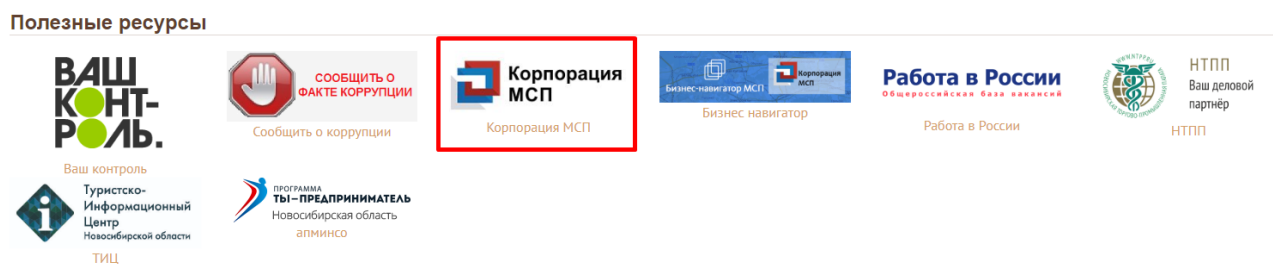 Полезные ресурсы
ВАШ
КОНТ-
РОЛЬ.
Ваш контроль
СООБЩИТЬ О
ФАКТЕ КОРРУПЦИИ
Сообщить о коррупции
Корпорация
МСП
Корпорация МСП
Бизнес-навигатор МСП
Корпорация
МСП
Бизнес навигатор
Работа в России
Общероссийская база вакансий
Работа в России
НТПП
Ваш деловой
партнёр
НТПП
Туристско-
Информационный
Центр
Новосибирской области
ТИЦ
ПРОГРАММА
ТЫ–ПРЕДПРИНИМАТЕЛЬ
Новосибирская область
апминсо